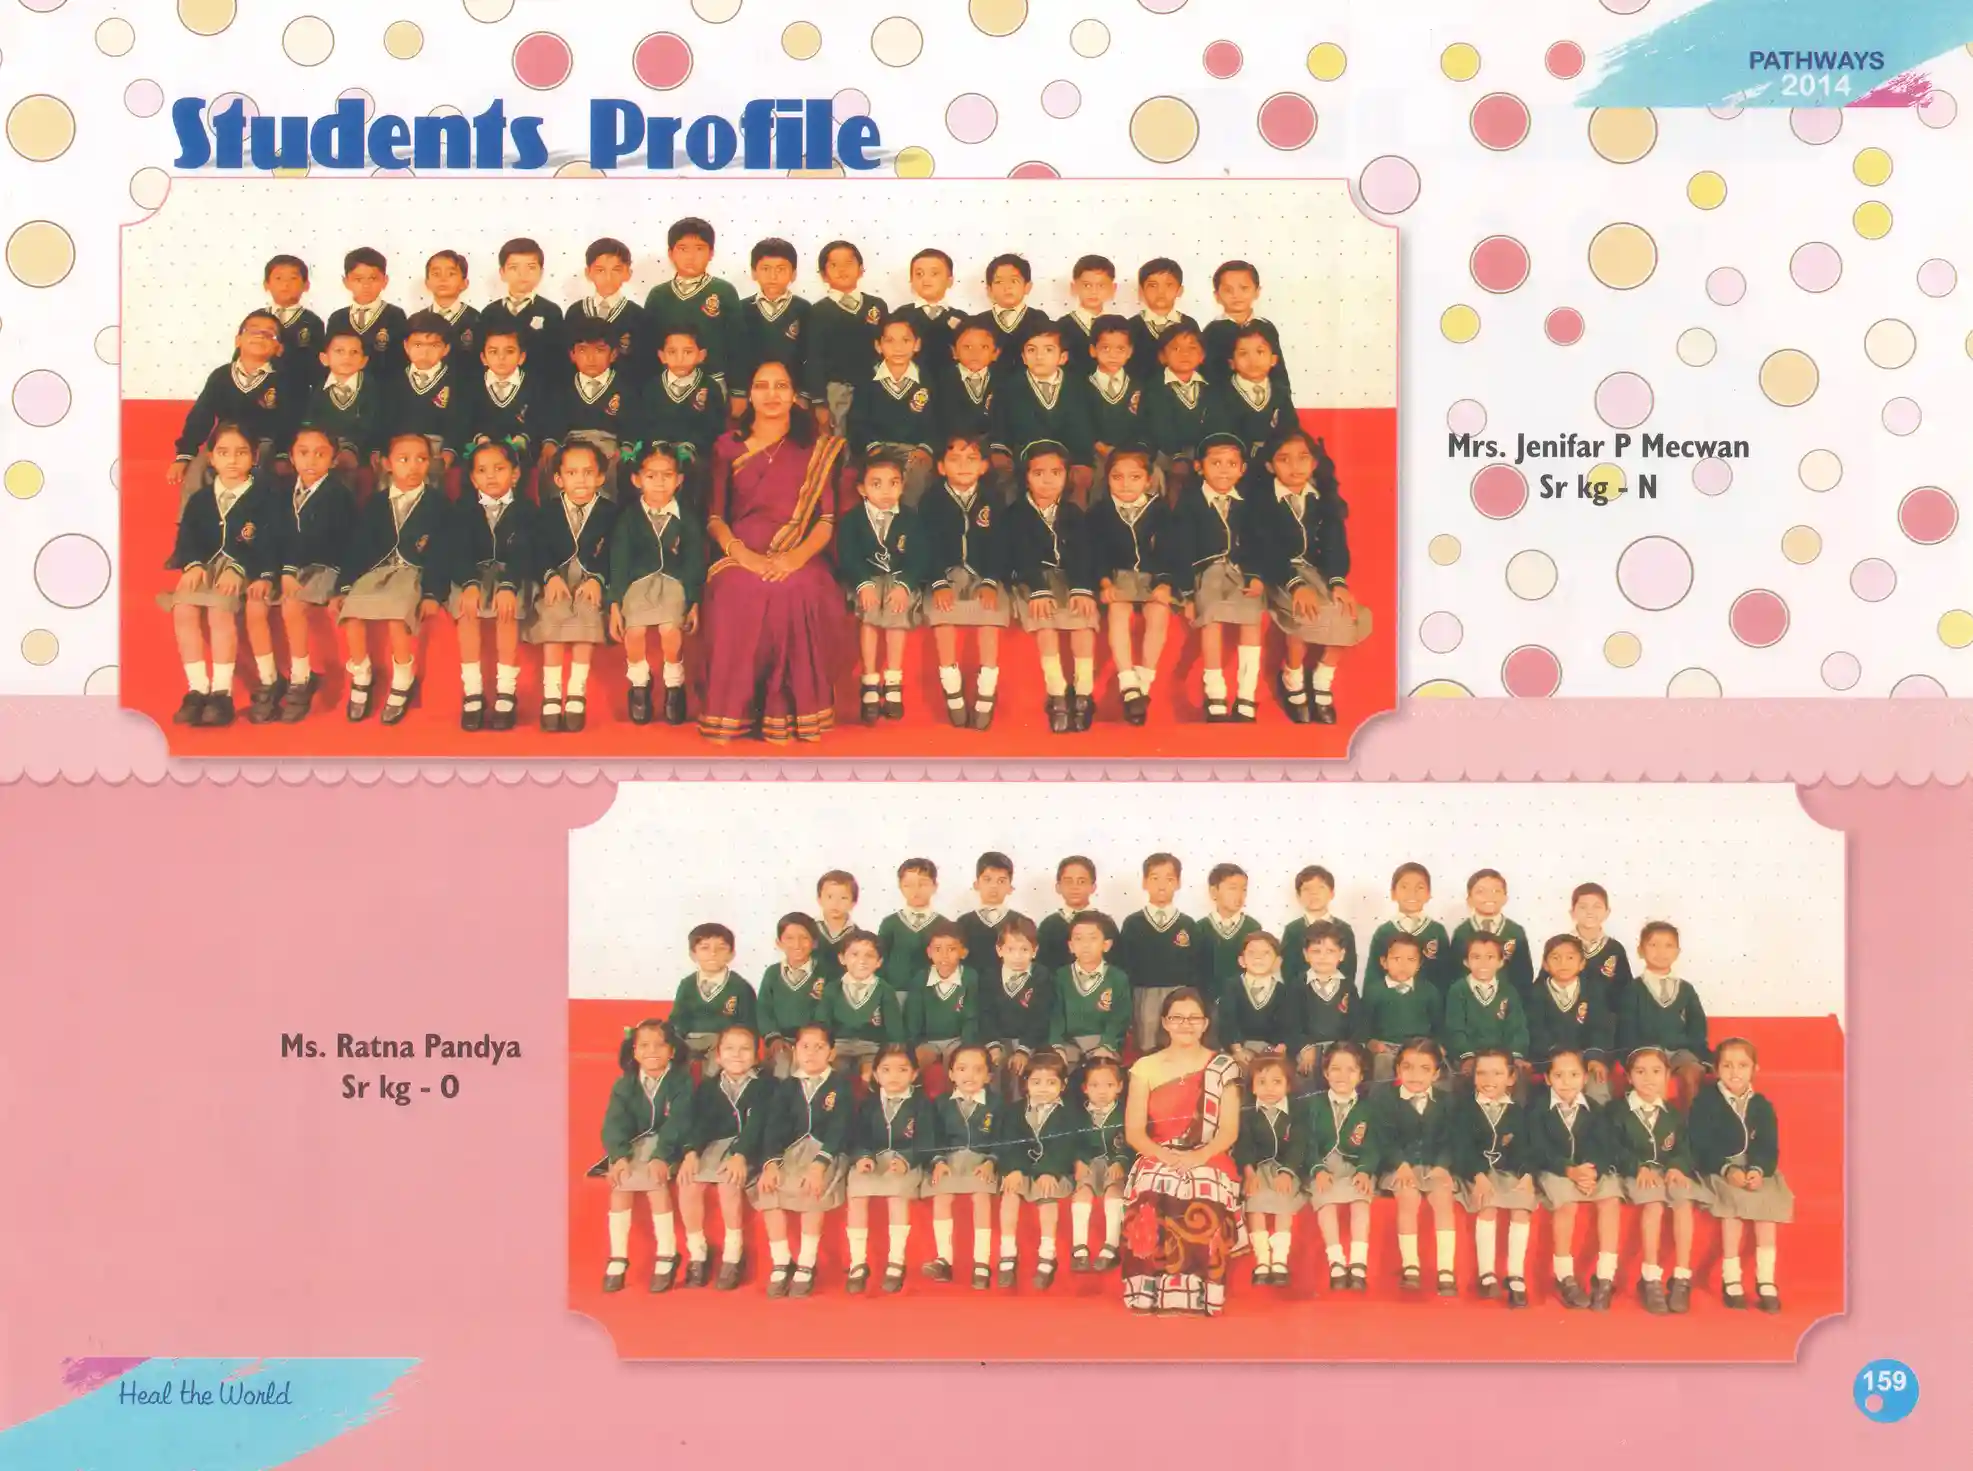 PATHWAYS
2014
Students Profile
Mrs. Jenifar P Mecwan
Sr kg - N
Ms. Ratna Pandya
Sr kg - O
Heal the World
159